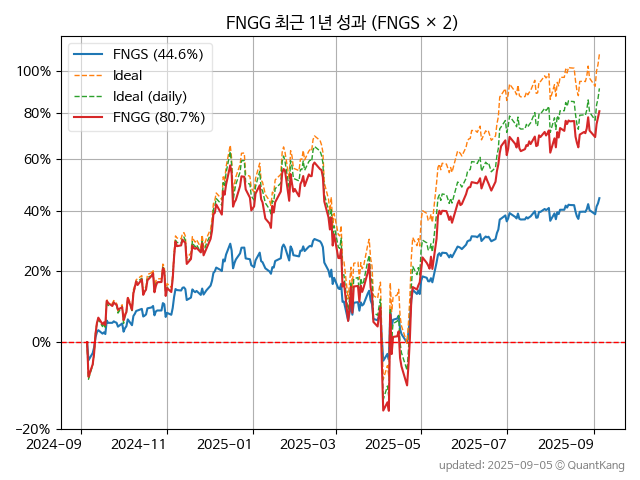 FNGG 최근 1년 성과 (FNGS × 2)
FNGS (44.6%)
Ideal
Ideal (daily)
FNGG (80.7%)
100%
80%
60%
40%
20%
0%
−20%
2024−09
2024−11
2025−01
2025−03
2025−05
2025−07
2025−09
updated: 2025-09-05 © QuantKang